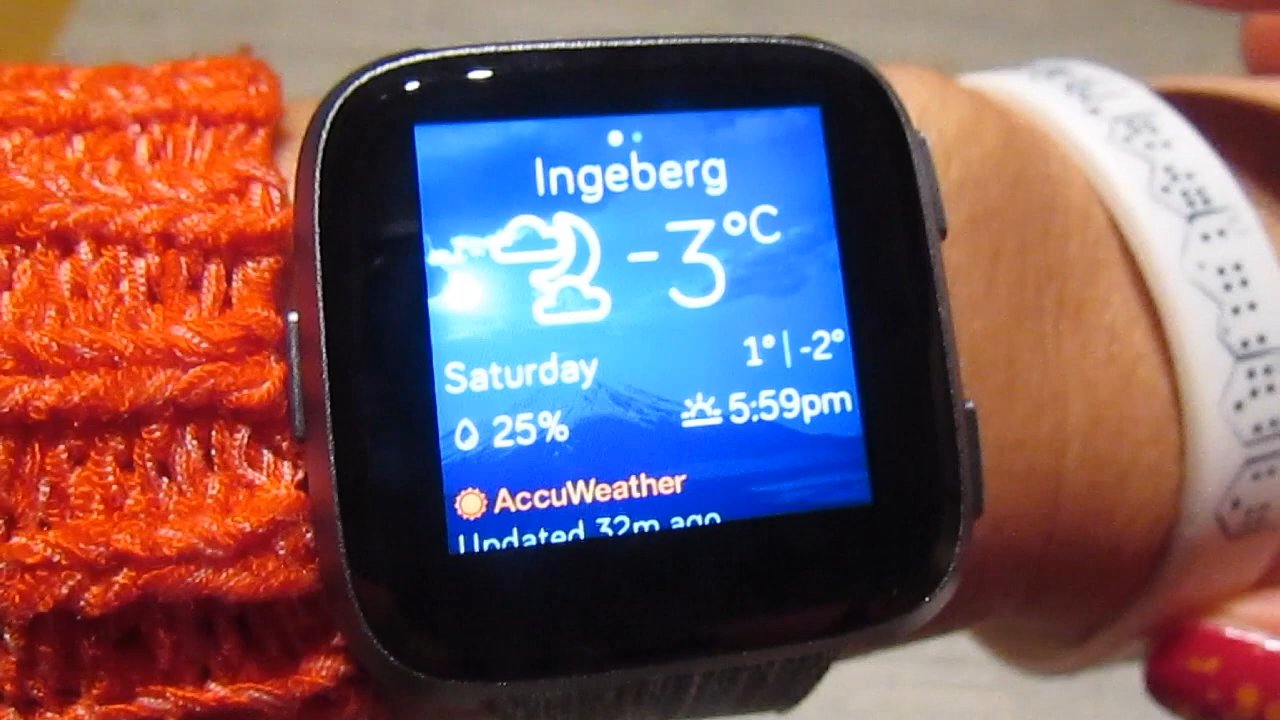 Ingeberg
-3°C
Saturday 1° | -2°
25% 5:59pm
AccuWeather
Updated 32m ago